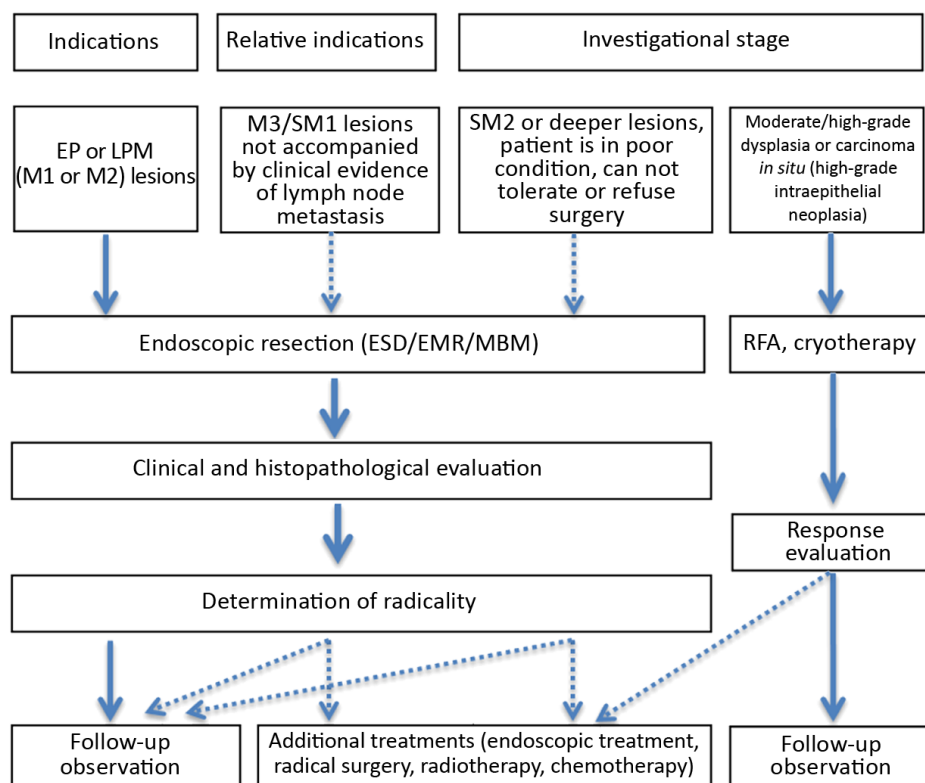 Indications
Relative indications
Investigational stage
EP or LPM
(M1 or M2) lesions
M3/SM1 lesions
not accompanied
by clinical evidence
of lymph node
metastasis
SM2 or deeper lesions,
patient is in poor
condition, can not
tolerate or refuse
surgery
Moderate/high-grade
dysplasia or carcinoma
in situ (high-grade
intraepithelial
neoplasia)
Endoscopic resection (ESD/EMR/MBM)
RFA, cryotherapy
Clinical and histopathological evaluation
Response
evaluation
Determination of radicality
Follow-up
observation
Additional treatments (endoscopic treatment,
radical surgery, radiotherapy, chemotherapy)
Follow-up
observation